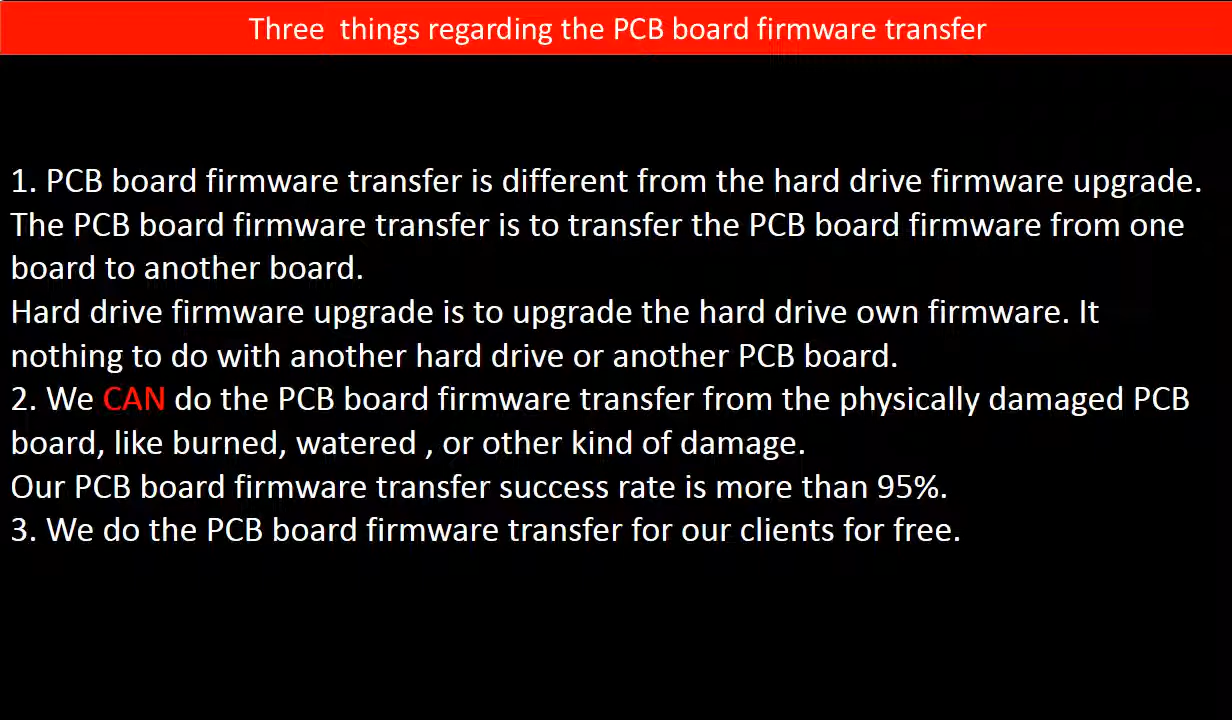 Three  things regarding the PCB board firmware transfer
1. PCB board firmware transfer is different from the hard drive firmware upgrade.
The PCB board firmware transfer is to transfer the PCB board firmware from one
board to another board.
Hard drive firmware upgrade is to upgrade the hard drive own firmware. It
nothing to do with another hard drive or another PCB board.
2. We CAN do the PCB board firmware transfer from the physically damaged PCB
board, like burned, watered , or other kind of damage.
Our PCB board firmware transfer success rate is more than 95%.
3. We do the PCB board firmware transfer for our clients for free.